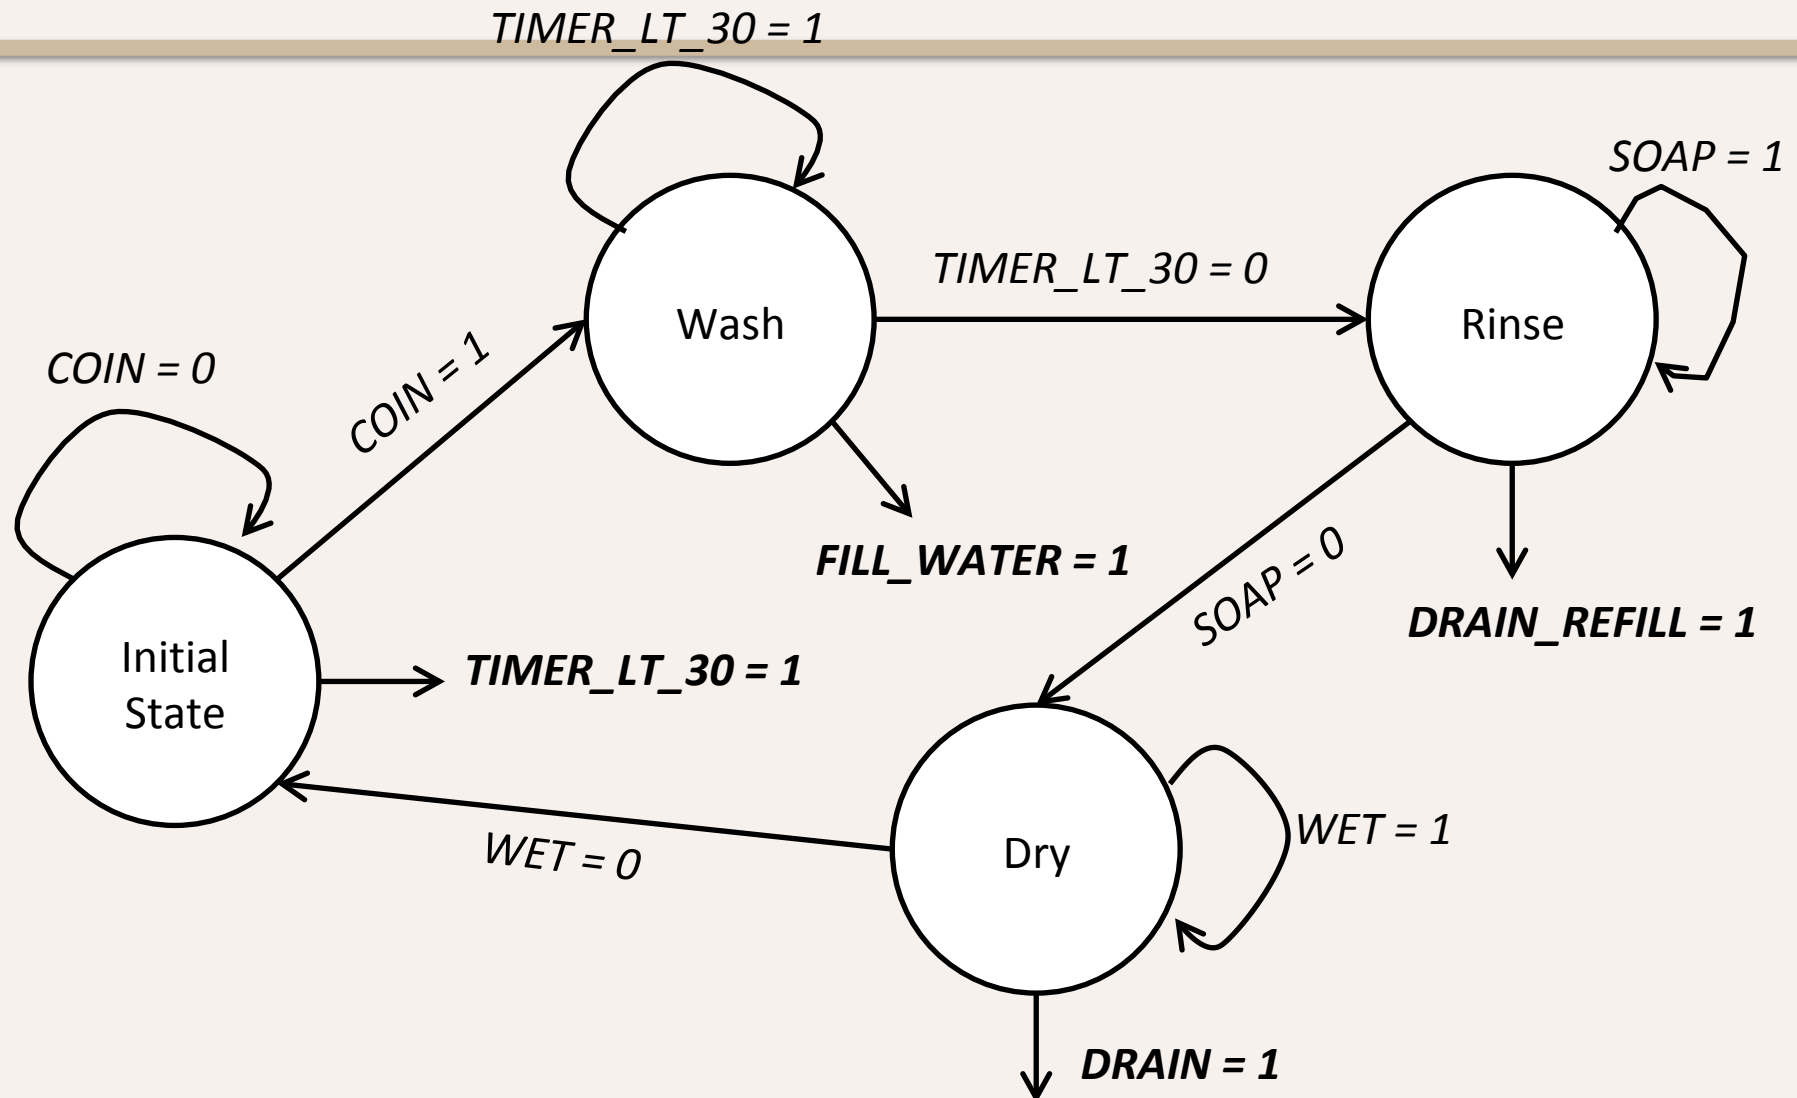 TIMER_LT_30 = 1
SOAP = 1
TIMER_LT_30 = 0
Wash
Rinse
COIN = 0
COIN = 1
FILL_WATER = 1
SOAP = 0
DRAIN_REFILL = 1
Initial
State
TIMER_LT_30 = 1
WET = 0
Dry
WET = 1
DRAIN = 1